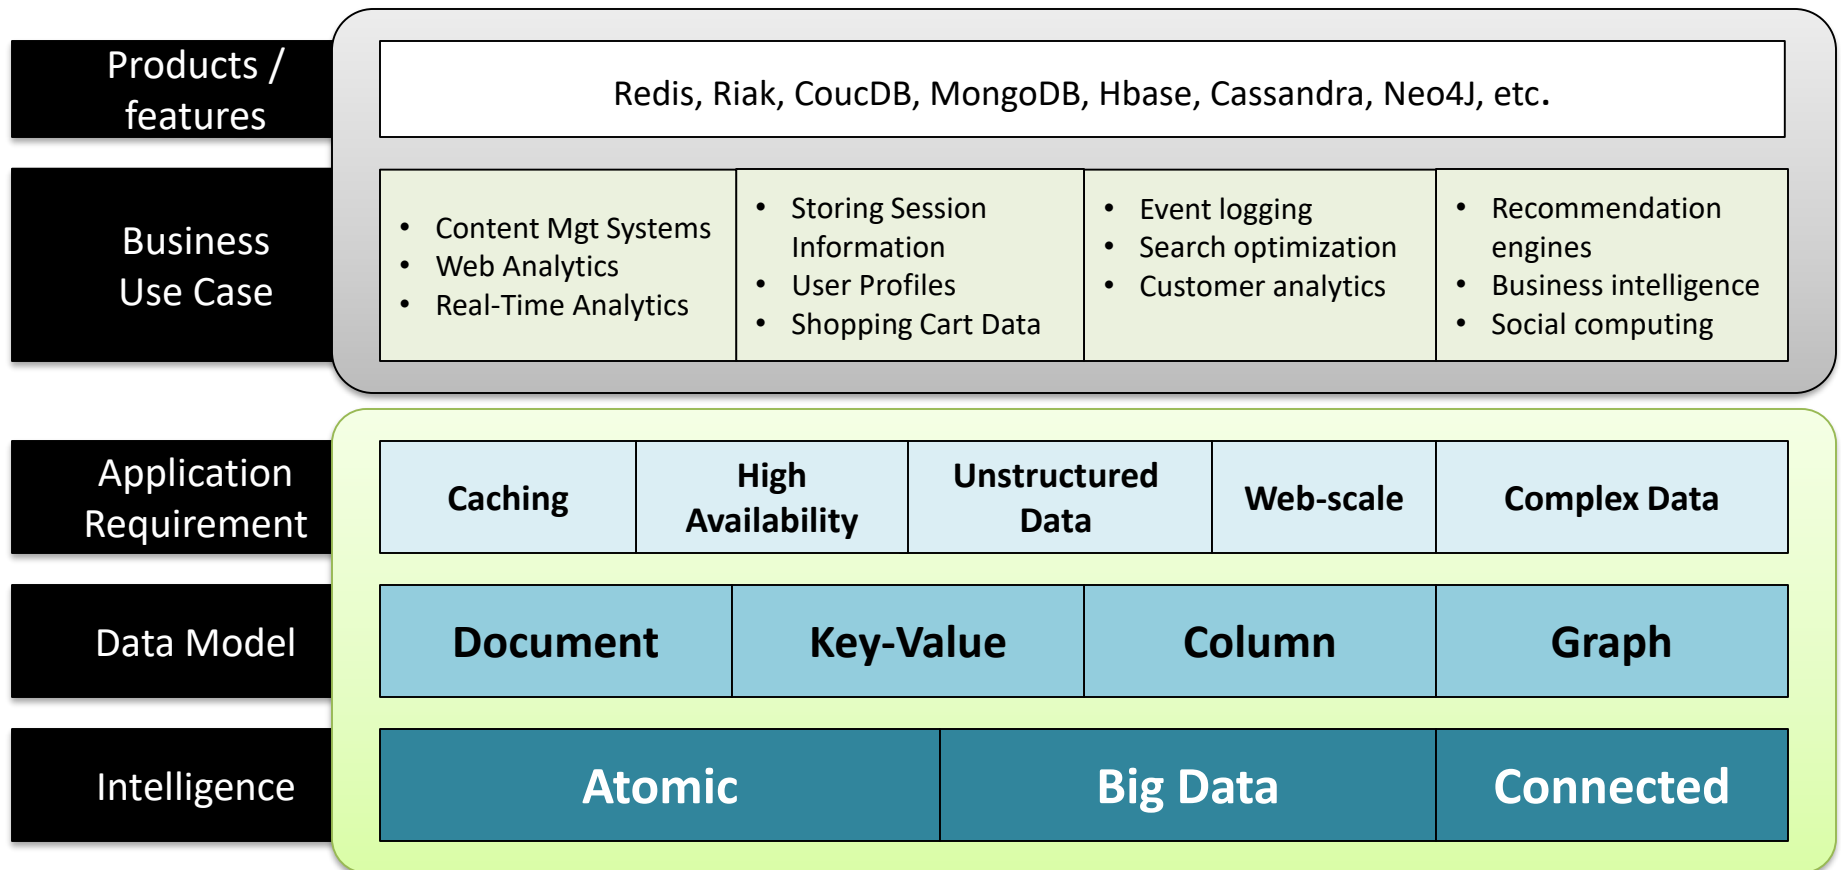 Products /
features
Redis, Riak, CoucDB, MongoDB, Hbase, Cassandra, Neo4J, etc.
Business
Use Case
• Content Mgt Systems
• Web Analytics
• Real-Time Analytics
• Storing Session
Information
• User Profiles
• Shopping Cart Data
• Event logging
• Search optimization
• Customer analytics
• Recommendation
engines
• Business intelligence
• Social computing
Application
Requirement
Caching
High
Availability
Unstructured
Data
Web-scale
Complex Data
Data Model
Document
Key-Value
Column
Graph
Intelligence
Atomic
Big Data
Connected